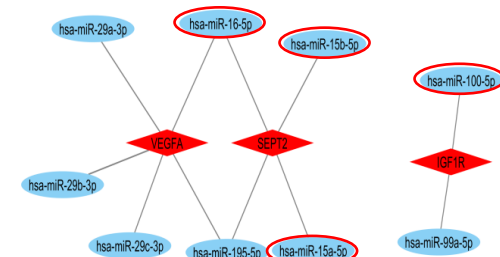 hsa-miR-16-5p
hsa-miR-29a-3p
hsa-miR-15b-5p
hsa-miR-100-5p
VEGFA
SEPT2
IGF1R
hsa-miR-29b-3p
hsa-miR-29c-3p
hsa-miR-195-5p
hsa-miR-15a-5p
hsa-miR-99a-5p